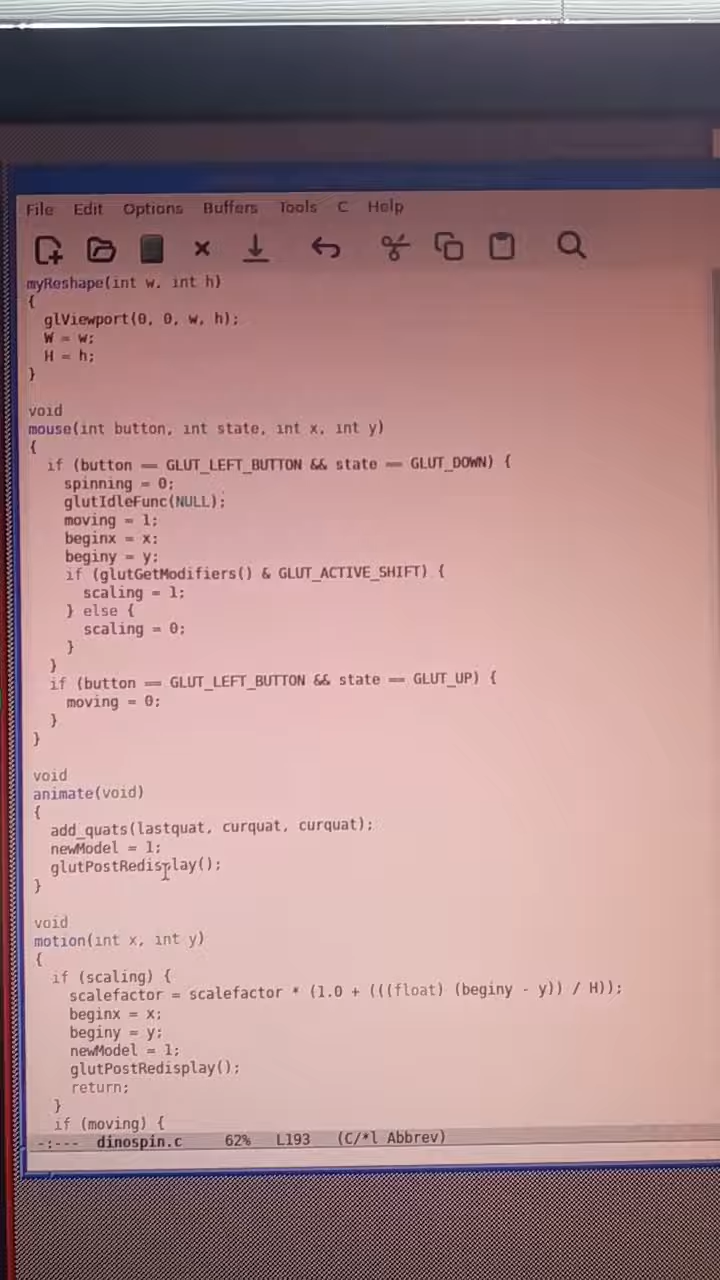 File Edit Options Buffers Tools C Help
myReshape(int w, int h)
{
  glViewport(0, 0, w, h);
  W = w;
  H = h;
}
void
mouse(int button, int state, int x, int y)
{
  if (button == GLUT_LEFT_BUTTON && state == GLUT_DOWN) {
    spinning = 0;
    glutIdleFunc(NULL);
    moving = 1;
    beginx = x;
    beginy = y;
    if (glutGetModifiers() & GLUT_ACTIVE_SHIFT) {
      scaling = 1;
    } else {
      scaling = 0;
    }
  }
  if (button == GLUT_LEFT_BUTTON && state == GLUT_UP) {
    moving = 0;
  }
}
void
animate(void)
{
  add_quats(lastquat, curquat, curquat);
  newModel = 1;
  glutPostRedisplay();
}
void
motion(int x, int y)
{
  if (scaling) {
    scalefactor = scalefactor * (1.0 + (((float) (beginy - y)) / H));
    beginx = x;
    beginy = y;
    newModel = 1;
    glutPostRedisplay();
    return;
  }
  if (moving) {
-:--- dinospin.c 62% L193 (C/*l Abbrev)